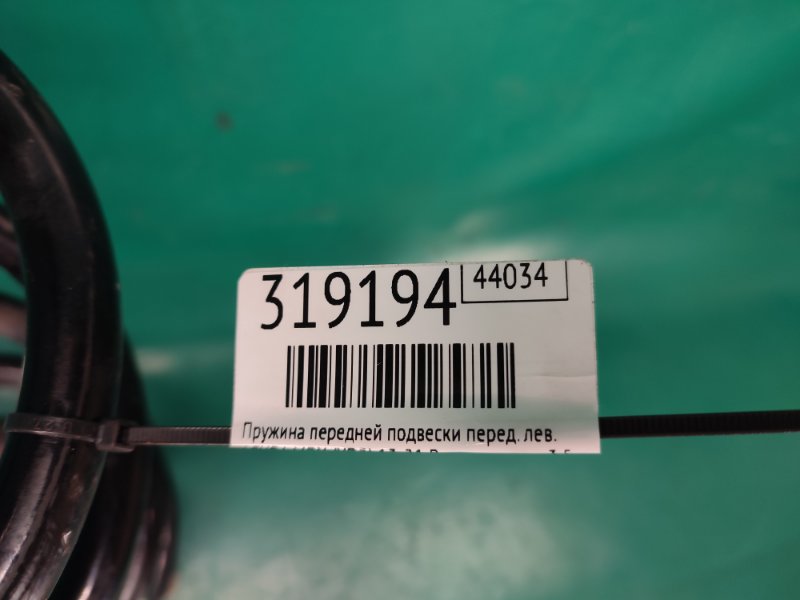 319194
44034
Пружина передней подвески перед. лев.